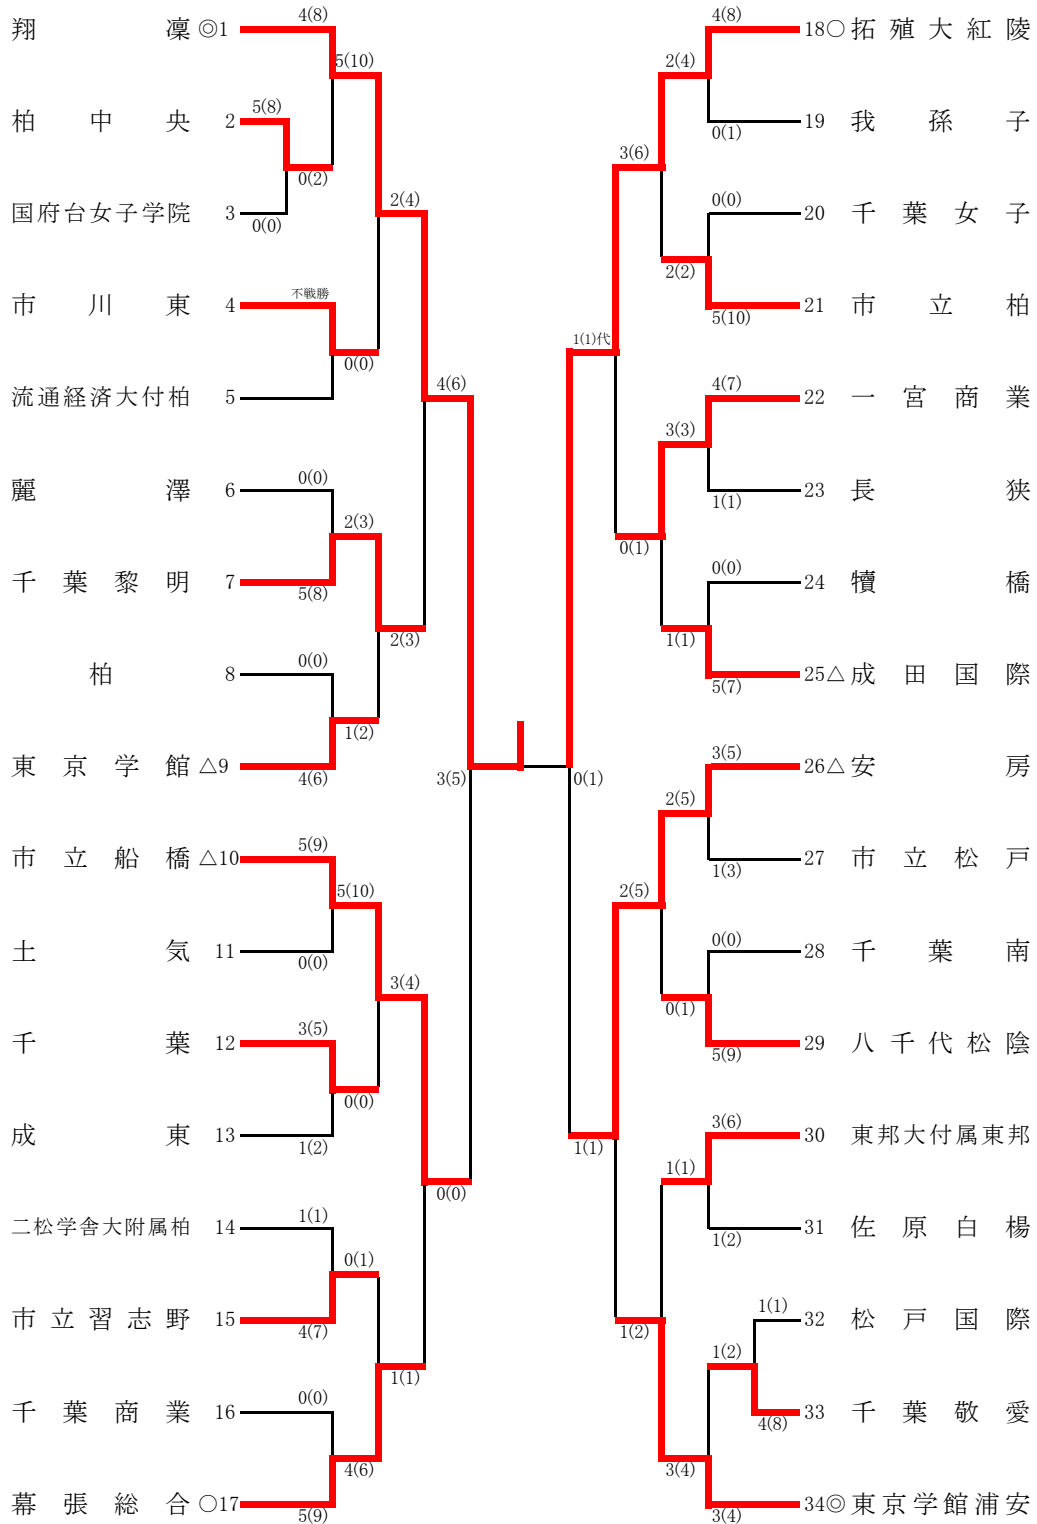 4(8)
4(8)
翔凜 ◎1
18○ 拓殖大紅陵
5(10)
2(4)
5(8)
柏中央 2
0(1)
19 我孫子
3(6)
0(2)
2(4)
0(0)
国府台女子学院 3
20 千葉女子
0(0)
2(2)
不戦勝
市川東 4
5(10)
21 市立柏
1(1)代
0(0)
4(6)
4(7)
流通経済大付柏 5
22 一宮商業
3(3)
0(0)
麗澤 6
1(1)
23 長狭
2(3)
0(1)
0(0)
千葉黎明 7
5(8)
24 犢橋
2(3)
1(1)
0(0)
柏 8
5(7)
25△ 成田国際
1(2)
3(5)
東京学館 △9
4(6)
3(5)
0(1)
26△ 安房
2(5)
5(9)
市立船橋 △10
1(3)
27 市立松戸
5(10)
2(5)
0(0)
土気 11
0(0)
28 千葉南
3(4)
0(1)
3(5)
千葉 12
5(9)
29 八千代松陰
0(0)
3(6)
成東 13
1(2)
1(1)
30 東邦大付属東邦
1(1)
0(0)
1(1)
二松学舎大附属柏 14
1(2)
31 佐原白楊
0(1)
1(1)
市立習志野 15
4(7)
1(2)
32 松戸国際
1(2)
1(1)
0(0)
千葉商業 16
4(8)
33 千葉敬愛
4(6)
3(4)
幕張総合 ○17
5(9)
3(4)
34◎ 東京学館浦安